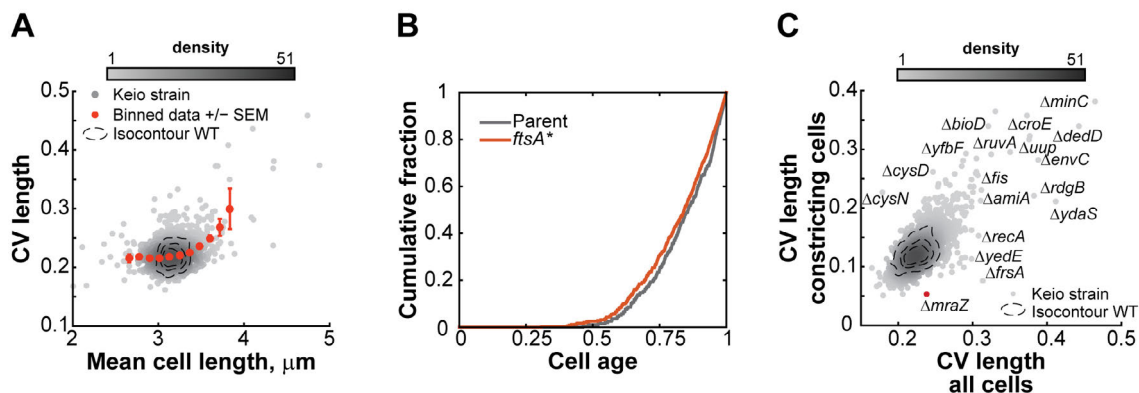 A
density
1 51
Keio strain
Binned data +/− SEM
Isocontour WT
CV length
0.5
0.4
0.3
0.2
0.1
2 3 4 5
Mean cell length, μm
B
Parent
ftsA*
Cumulative fraction
1
0.8
0.6
0.4
0.2
0
0 0.25 0.5 0.75 1
Cell age
C
density
1 51
CV length
constricting cells
0.4
0.3
0.2
0.1
0
ΔminC
ΔbioD
ΔcroE
ΔdedD
ΔruvA
Δuup
ΔyfbF
ΔenvC
ΔcysD
Δfis
ΔrdgB
ΔcysN
ΔamiA
ΔydaS
ΔrecA
ΔyedE
ΔfrsA
ΔmraZ
Keio strain
Isocontour WT
0.2 0.3 0.4 0.5
CV length
all cells